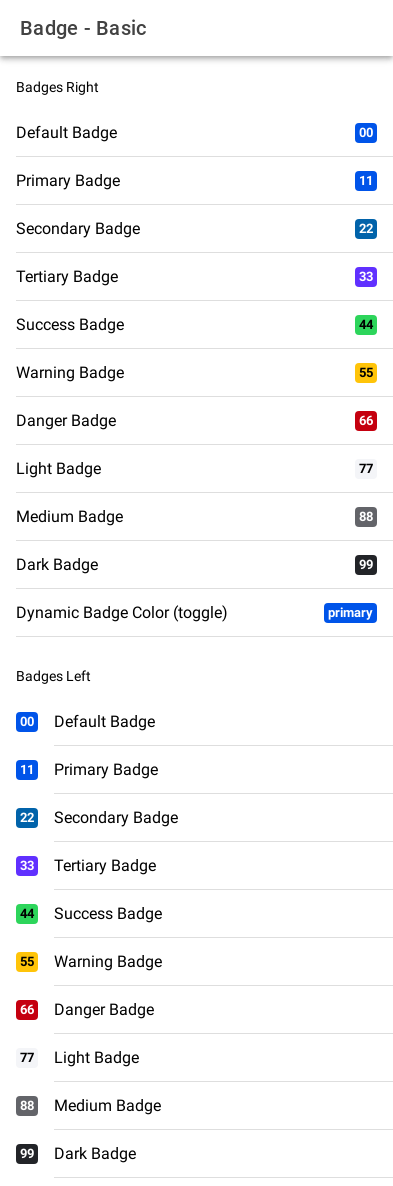 Badge - Basic
Badges Right
Default Badge 00
Primary Badge 11
Secondary Badge 22
Tertiary Badge 33
Success Badge 44
Warning Badge 55
Danger Badge 66
Light Badge 77
Medium Badge 88
Dark Badge 99
Dynamic Badge Color (toggle) primary
Badges Left
00 Default Badge
11 Primary Badge
22 Secondary Badge
33 Tertiary Badge
44 Success Badge
55 Warning Badge
66 Danger Badge
77 Light Badge
88 Medium Badge
99 Dark Badge